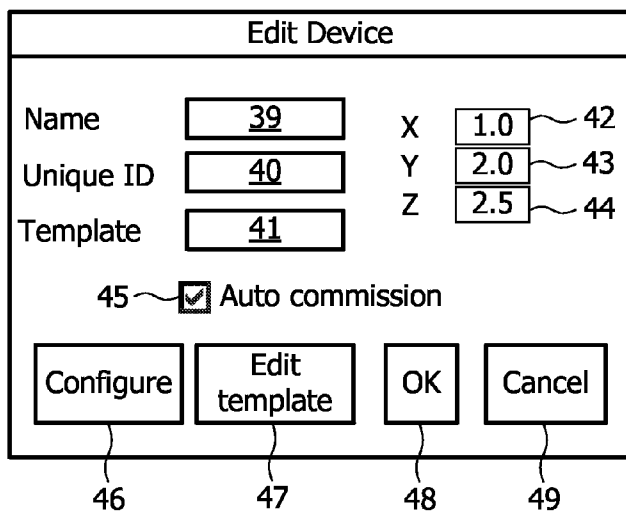 Edit Device
Name 39 X 1.0 42
Unique ID 40 Y 2.0 43
Template 41 Z 2.5 44
45 Auto commission
Configure Edit template OK Cancel
46 47 48 49